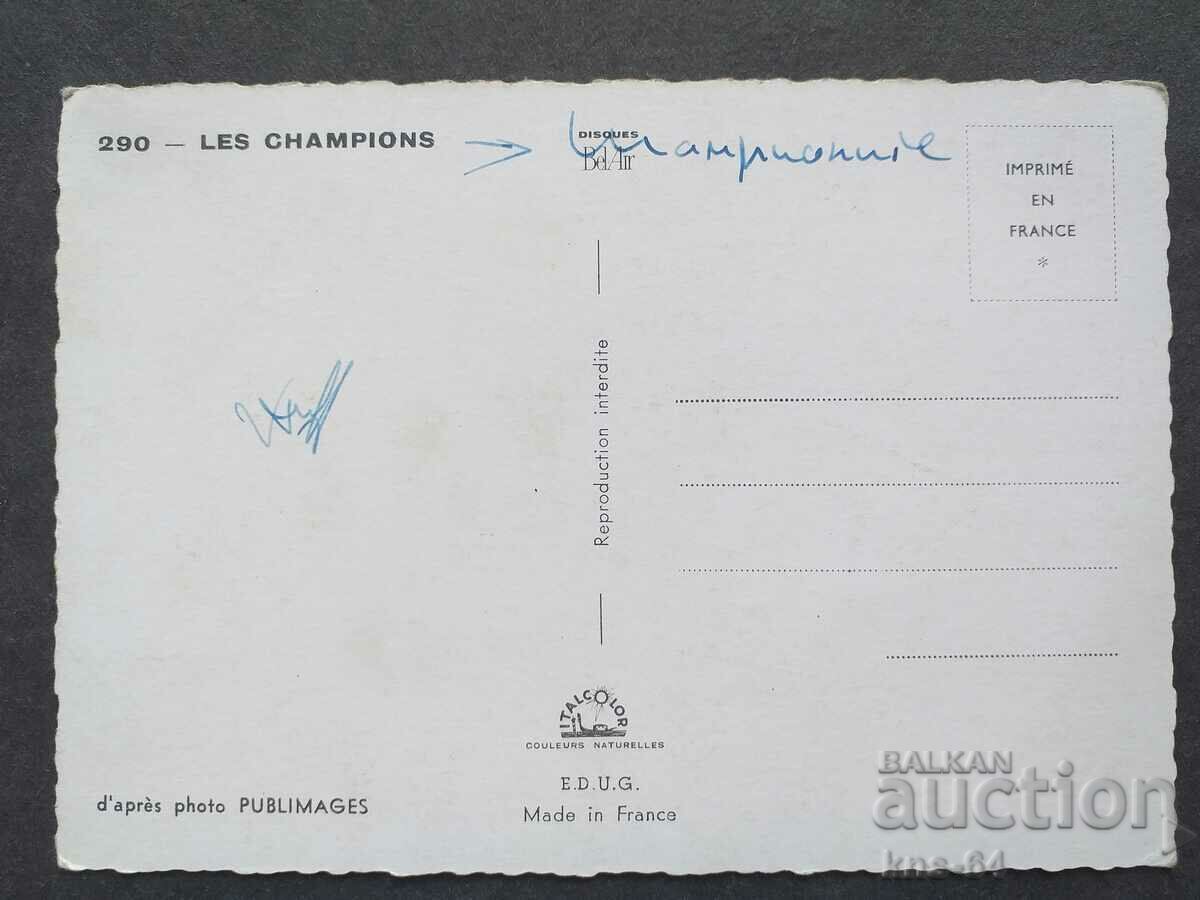 290 — LES CHAMPIONS
DISQUES
Bel Air
Шампионите
IMPRIMÉ
EN
FRANCE
*
Reproduction interdite
ITALCOLOR
COULEURS NATURELLES
E.D.U.G.
Made in France
d'après photo PUBLIMAGES
BALKAN
auction
kns-64